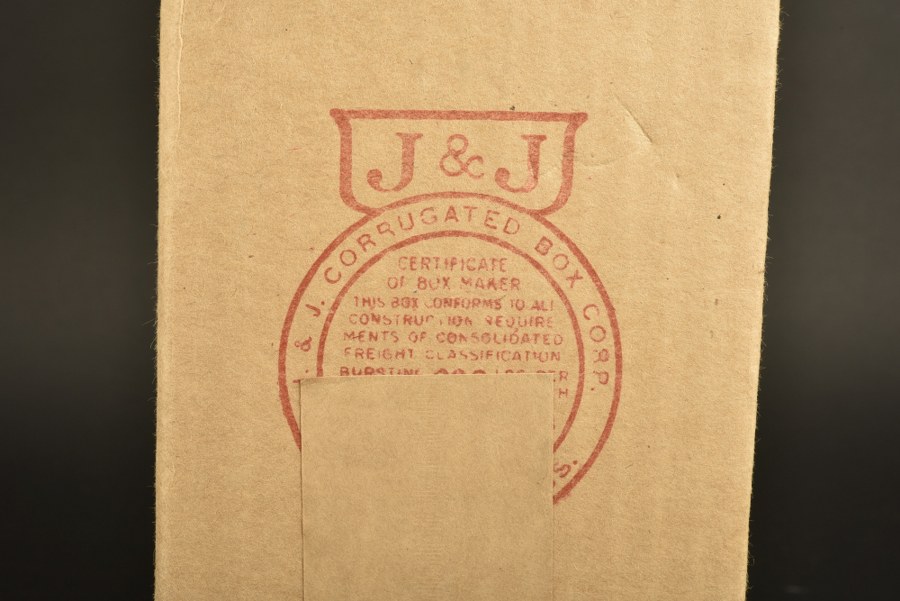 J & J
J. & J. CORRUGATED BOX CORP.
CERTIFICATE
OF BOX MAKER
THIS BOX CONFORMS TO ALL
CONSTRUCTION REQUIRE
MENTS OF CONSOLIDATED
FREIGHT CLASSIFICATION
BURSTING